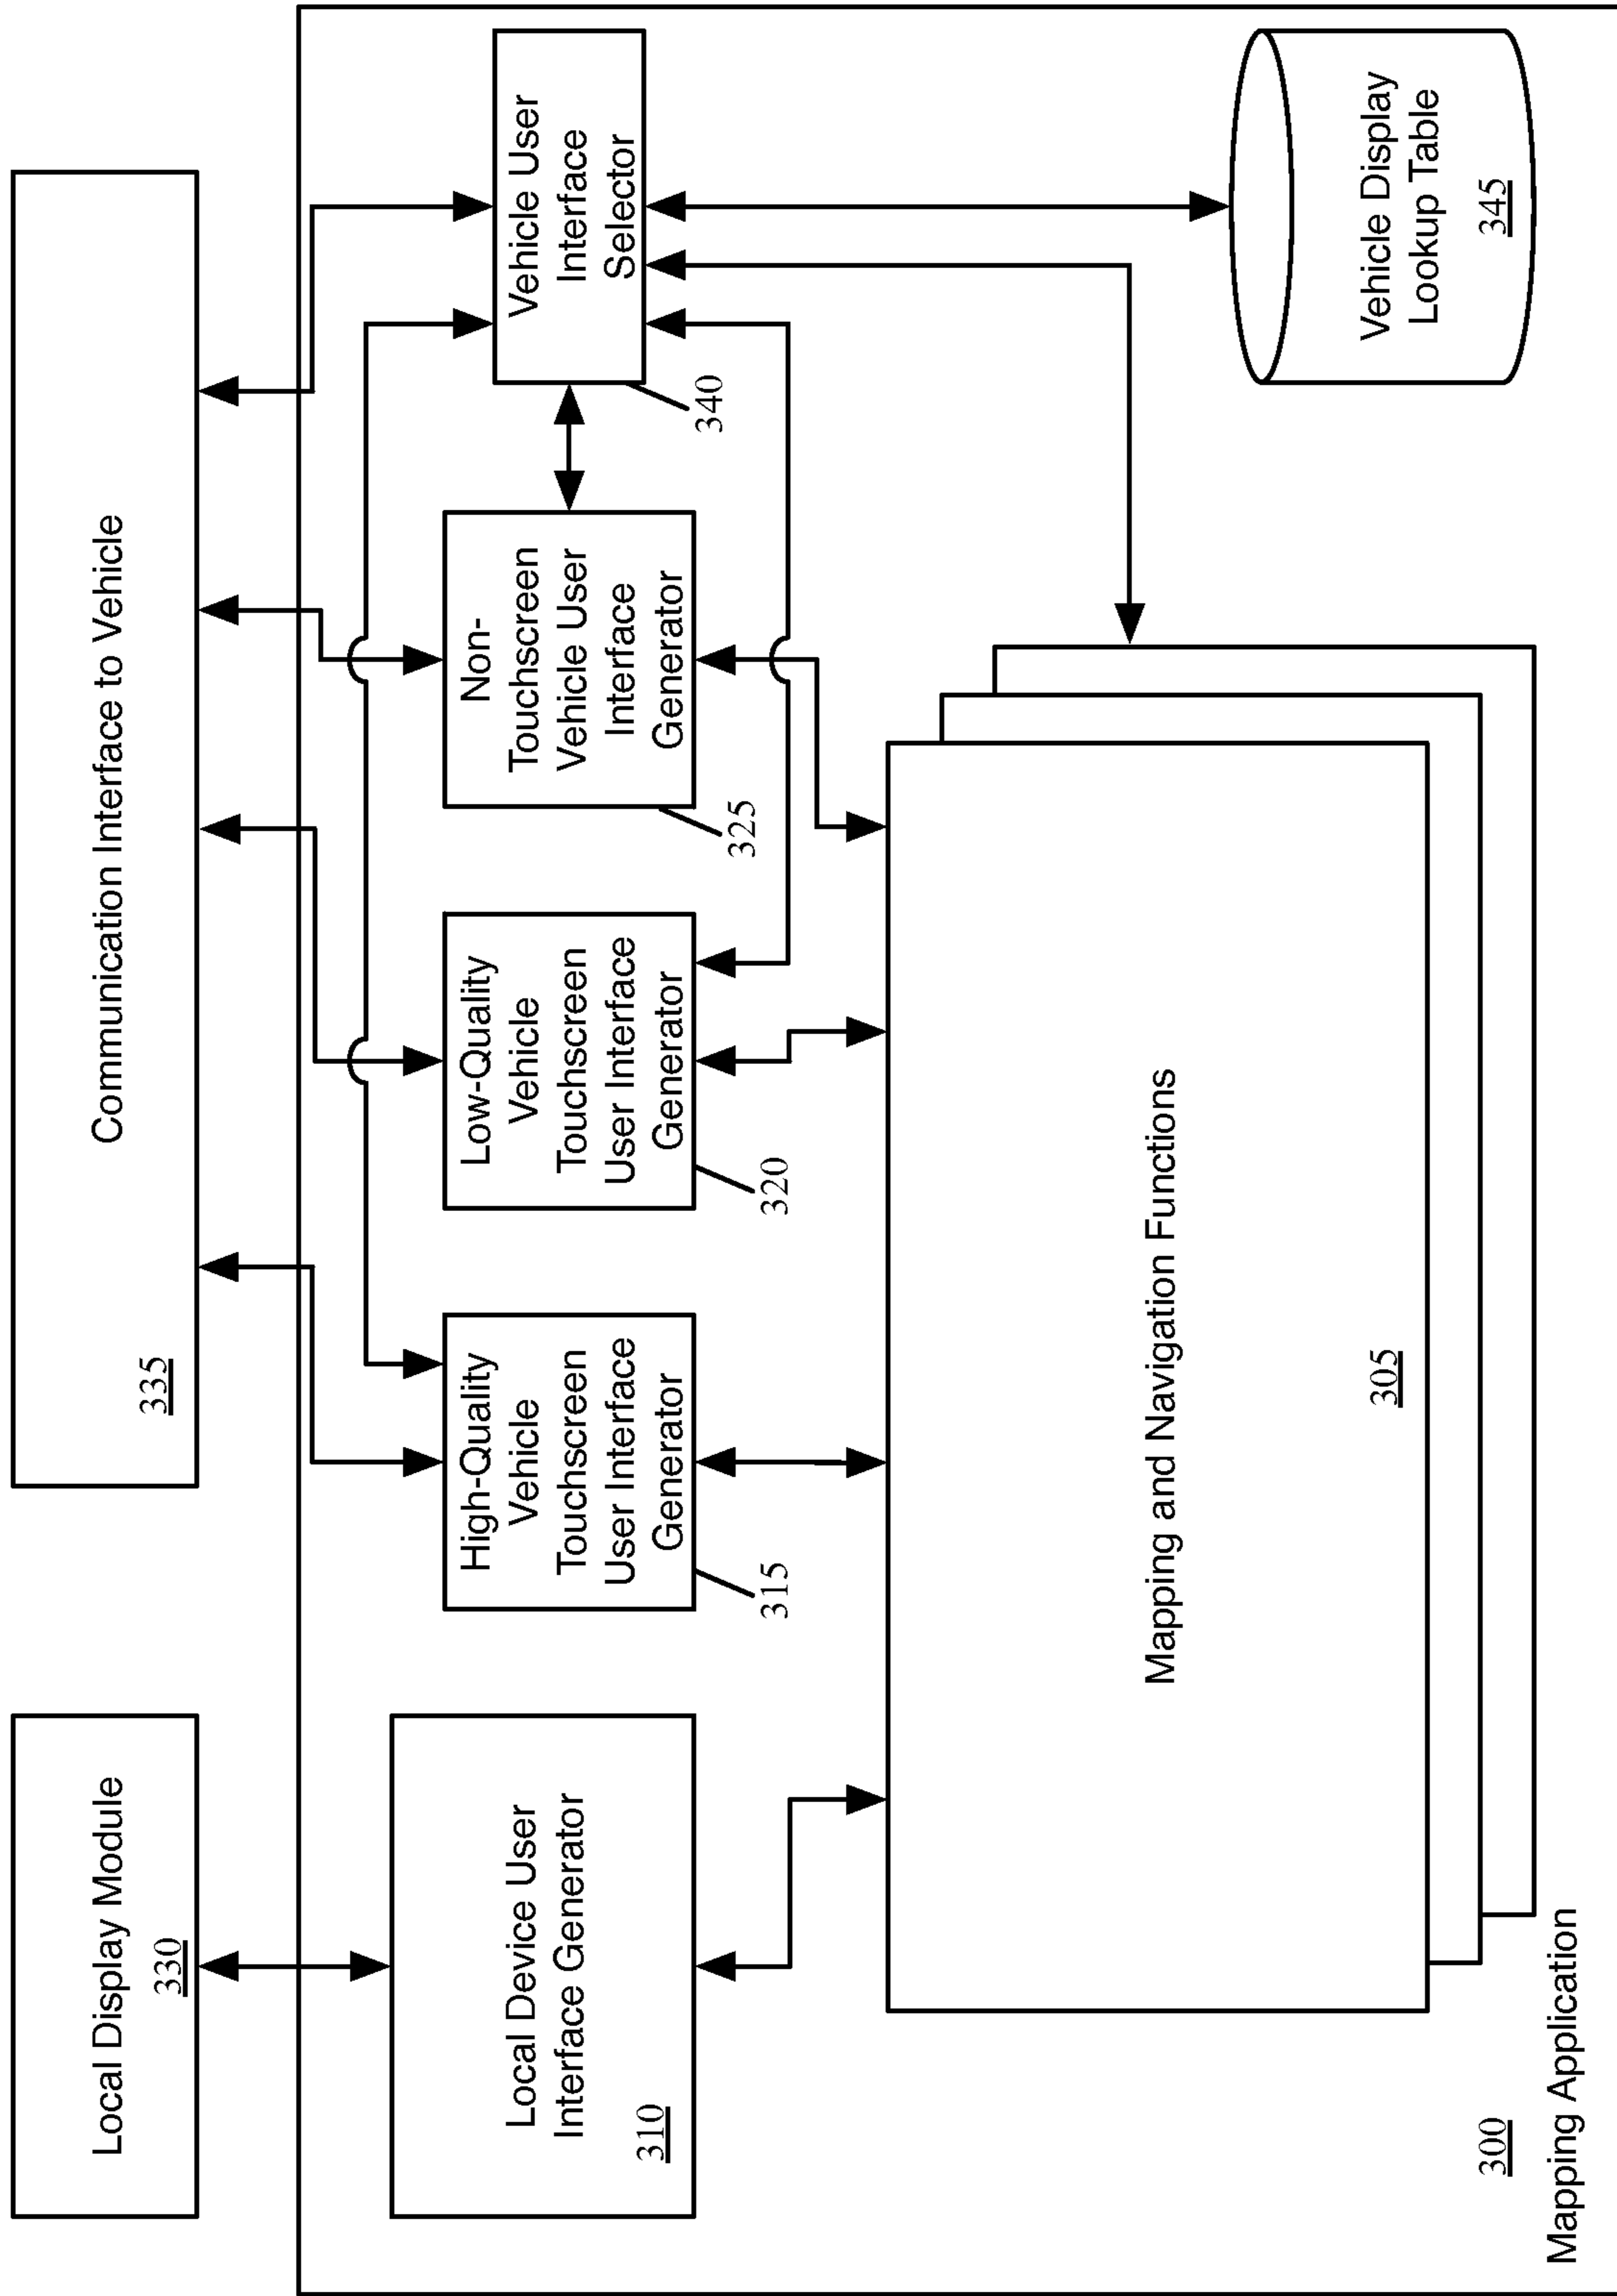 Local Display Module
330
Communication Interface to Vehicle
335
Local Device User
Interface Generator
310
High-Quality
Vehicle
Touchscreen
User Interface
Generator
315
Low-Quality
Vehicle
Touchscreen
User Interface
Generator
320
Non-
Touchscreen
Vehicle User
Interface
Generator
325
Vehicle User
Interface
Selector
340
Mapping and Navigation Functions
305
Vehicle Display
Lookup Table
345
300
Mapping Application